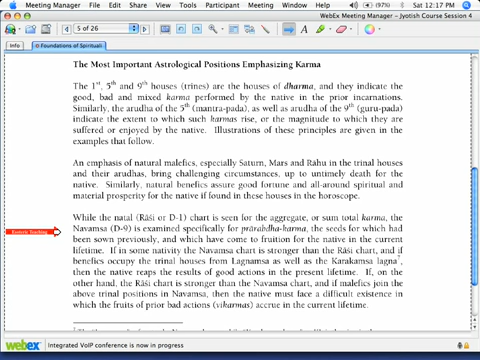 Meeting Manager File Edit Share View Tools Participant Meeting Window Help (97%) Sat 12:17 PM
WebEx Meeting Manager - Jyotish Course Session 4
5 of 26
Info Foundations of Spirituali
The Most Important Astrological Positions Emphasizing Karma
The 1st, 5th and 9th houses (trines) are the houses of dharma, and they indicate the
good, bad and mixed karma performed by the native in the prior incarnations.
Similarly, the arudha of the 5th (mantra-pada), as well as arudha of the 9th (guru-pada)
indicate the extent to which such karmas rise, or the magnitude to which they are
suffered or enjoyed by the native. Illustrations of these principles are given in the
examples that follow.
An emphasis of natural malefics, especially Saturn, Mars and Rāhu in the trinal houses
and their arudhas, bring challenging circumstances, up to untimely death for the
native. Similarly, natural benefits assure good fortune and all-around spiritual and
material prosperity for the native if found in these houses in the horoscope.
While the natal (Rāśi or D-1) chart is seen for the aggregate, or sum total karma, the
Esoteric Teaching
Navamsa (D-9) is examined specifically for prārabdha-karma, the seeds for which had
been sown previously, and which have come to fruition for the native in the current
lifetime. If in some nativity the Navamsa chart is stronger than the Rāśi chart, and if
benefics occupy the trinal houses from Lagnamsa as well as the Karakamsa lagna7,
then the native reaps the results of good actions in the present lifetime. If, on the
other hand, the Rāśi chart is stronger than the Navamsa chart, and if malefics join the
above trinal positions in Navamsa, then the native must face a difficult existence in
which the fruits of prior bad actions (vikarmas) accrue in the current lifetime.
webex Integrated VoIP conference is now in progress